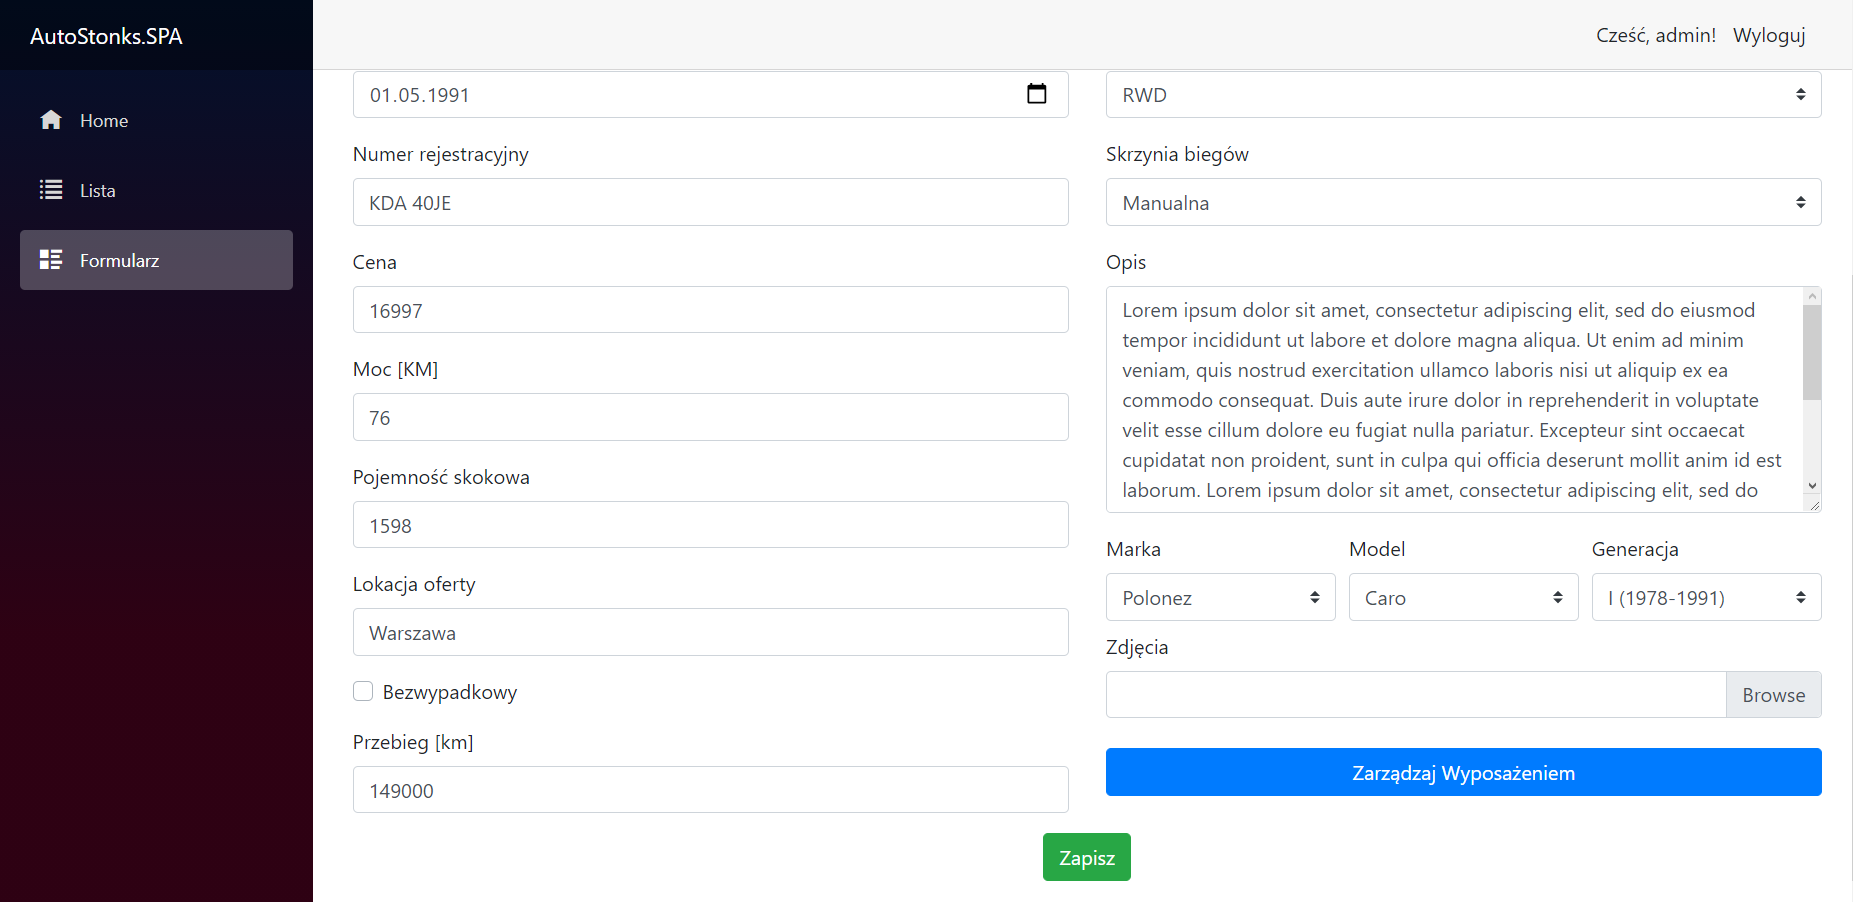 AutoStonks.SPA
Cześć, admin! Wyloguj
Home
Lista
Formularz
01.05.1991
Numer rejestracyjny
KDA 40JE
Cena
16997
Moc [KM]
76
Pojemność skokowa
1598
Lokacja oferty
Warszawa
Bezwypadkowy
Przebieg [km]
149000
RWD
Skrzynia biegów
Manualna
Opis
Lorem ipsum dolor sit amet, consectetur adipiscing elit, sed do eiusmod
tempor incididunt ut labore et dolore magna aliqua. Ut enim ad minim
veniam, quis nostrud exercitation ullamco laboris nisi ut aliquip ex ea
commodo consequat. Duis aute irure dolor in reprehenderit in voluptate
velit esse cillum dolore eu fugiat nulla pariatur. Excepteur sint occaecat
cupidatat non proident, sunt in culpa qui officia deserunt mollit anim id est
laborum. Lorem ipsum dolor sit amet, consectetur adipiscing elit, sed do
Marka Model Generacja
Polonez Caro I (1978-1991)
Zdjęcia
Browse
Zarządzaj Wyposażeniem
Zapisz